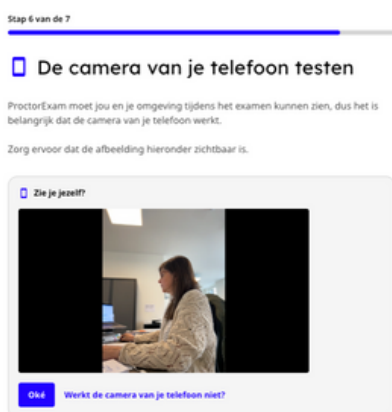 Stap 6 van de 7
De camera van je telefoon testen
ProctorExam moet jou en je omgeving tijdens het examen kunnen zien, dus het is
belangrijk dat de camera van je telefoon werkt.
Zorg ervoor dat de afbeelding hieronder zichtbaar is.
Zie je jezelf?
Oké
Werkt de camera van je telefoon niet?